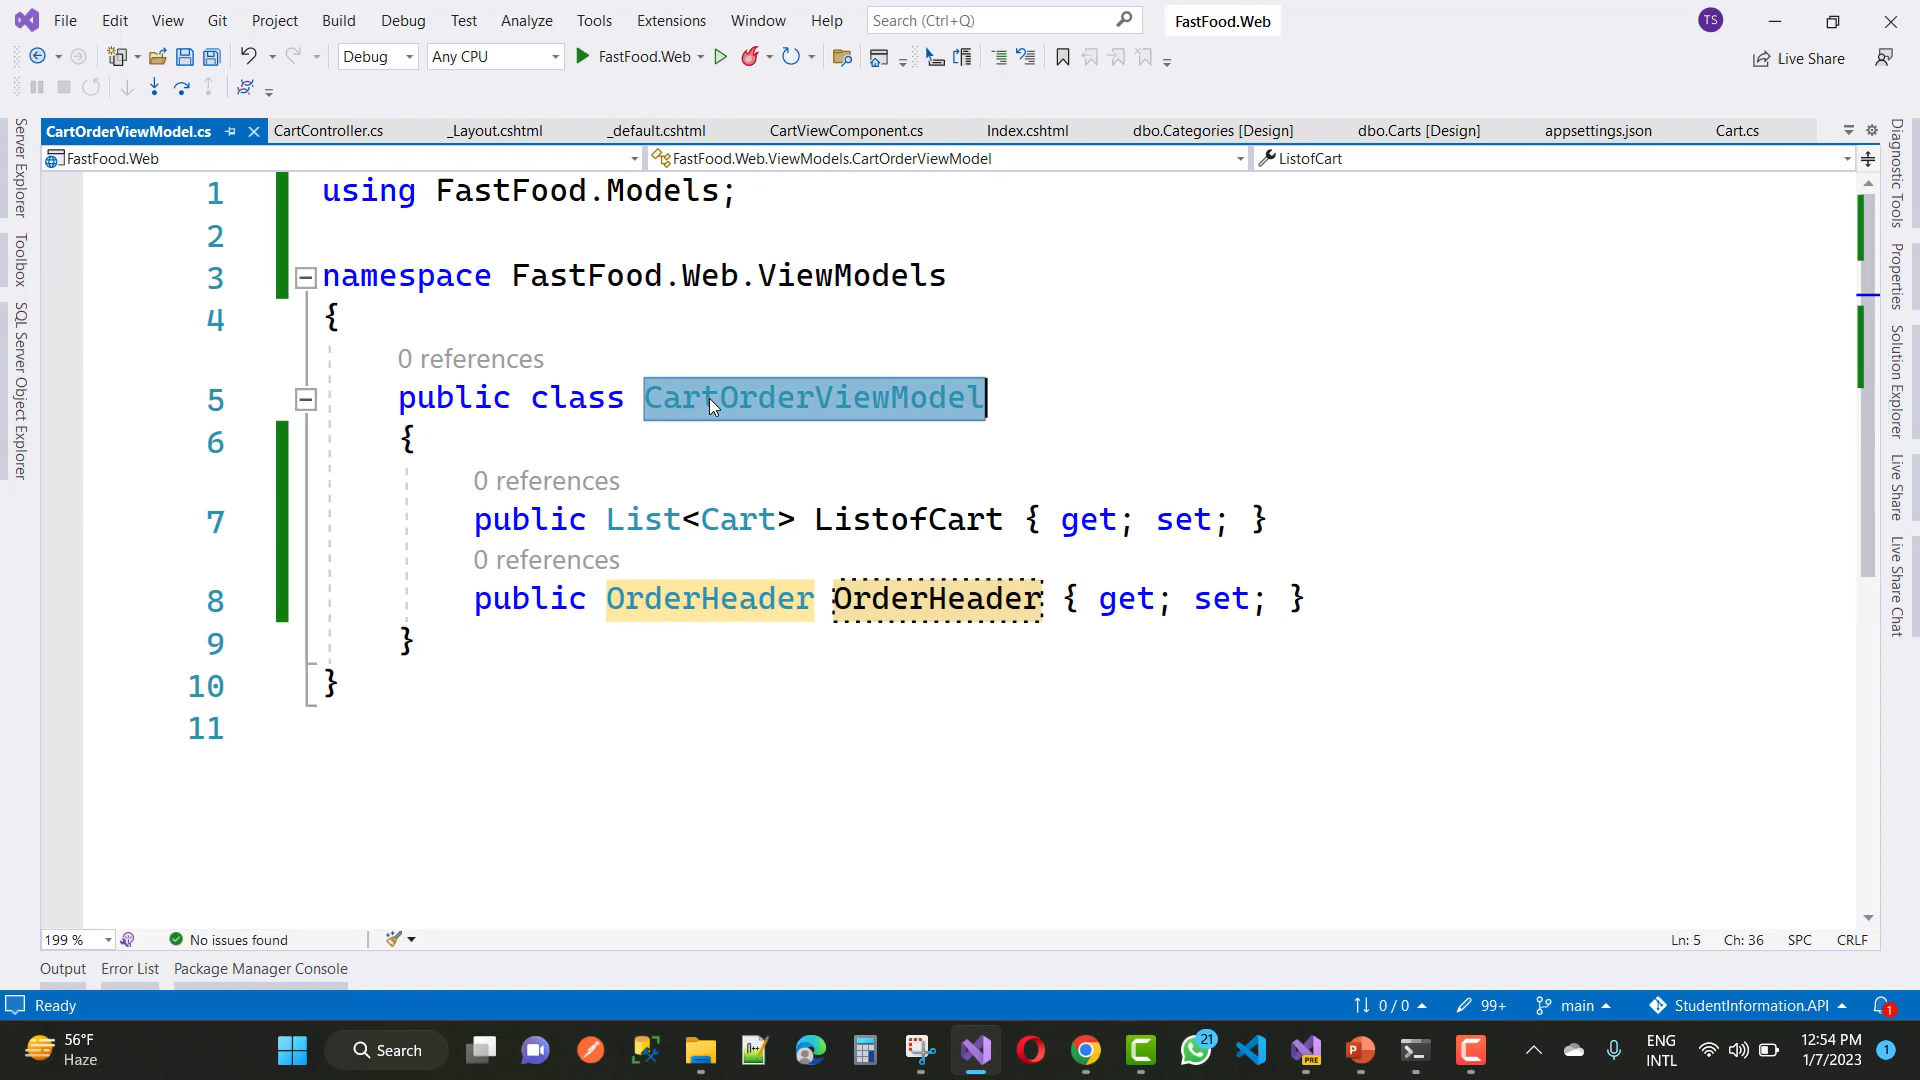 File Edit View Git Project Build Debug Test Analyze Tools Extensions Window Help Search (Ctrl+Q) FastFood.Web TS
Debug Any CPU FastFood.Web Live Share
CartOrderViewModel.cs CartController.cs _Layout.cshtml _default.cshtml CartViewComponent.cs Index.cshtml dbo.Categories [Design] dbo.Carts [Design] appsettings.json Cart.cs
FastFood.Web FastFood.Web.ViewModels.CartOrderViewModel ListofCart
Server Explorer
Toolbox
SQL Server Object Explorer
1 using FastFood.Models;
2
3 namespace FastFood.Web.ViewModels
4 {
0 references
5 public class CartOrderViewModel
6 {
0 references
7 public List<Cart> ListofCart { get; set; }
0 references
8 public OrderHeader OrderHeader { get; set; }
9 }
10 }
11
Diagnostic Tools
Properties
Solution Explorer
Live Share
Live Share Chat
199 % No issues found Ln: 5 Ch: 36 SPC CRLF
Output Error List Package Manager Console
Ready 0 / 0 99+ main StudentInformation.API 1
56°F
Haze
Search
21
PRE
ENG
INTL
12:54 PM
1/7/2023
1